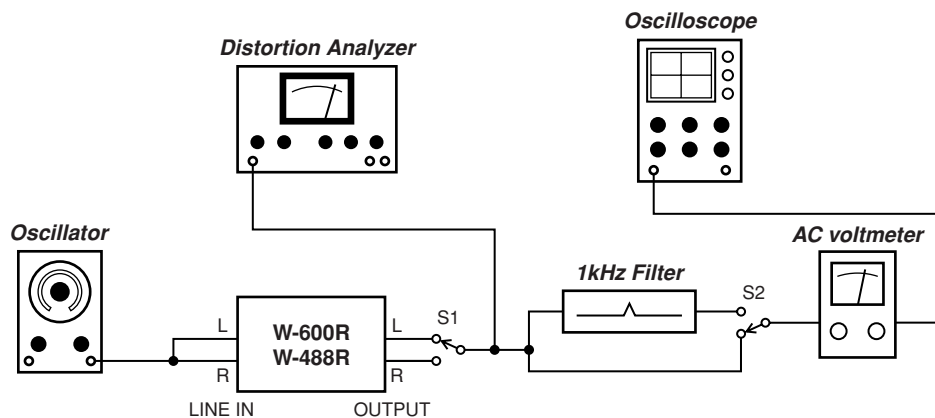 Oscilloscope
Distortion Analyzer
Oscillator
AC voltmeter
1kHz Filter
S2
S1
L
L
W-600R
W-488R
R
R
LINE IN
OUTPUT